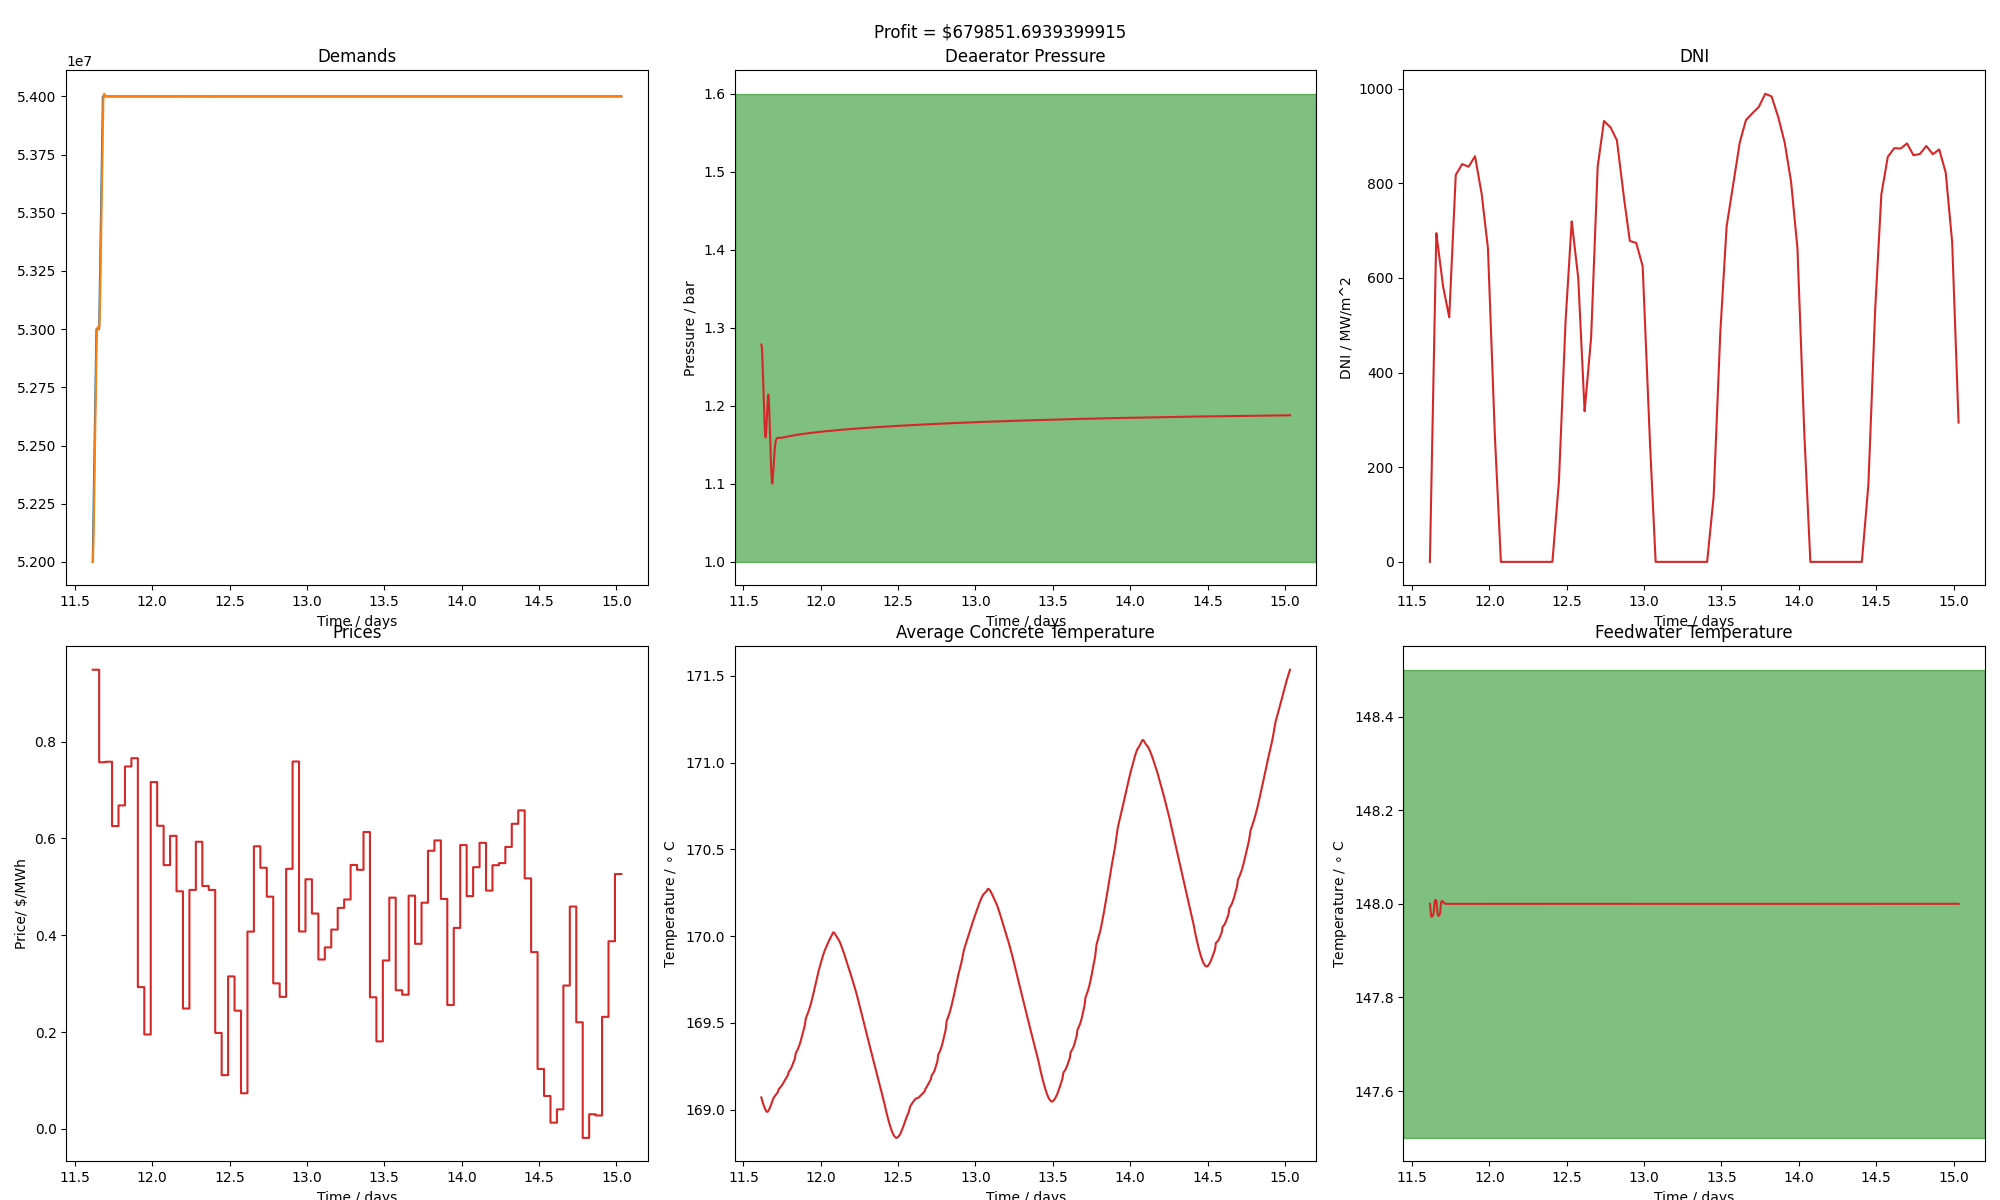 Profit = $679851.6939399915
Demands
1e7
5.400
5.375
5.350
5.325
5.300
5.275
5.250
5.225
5.200
11.5 12.0 12.5 13.0 13.5 14.0 14.5 15.0
Time / days
Deaerator Pressure
Pressure / bar
1.6
1.5
1.4
1.3
1.2
1.1
1.0
11.5 12.0 12.5 13.0 13.5 14.0 14.5 15.0
Time / days
DNI
DNI / MW/m^2
1000
800
600
400
200
0
11.5 12.0 12.5 13.0 13.5 14.0 14.5 15.0
Time / days
Prices
Price/ $/MWh
0.8
0.6
0.4
0.2
0.0
11.5 12.0 12.5 13.0 13.5 14.0 14.5 15.0
Time / days
Average Concrete Temperature
Temperature / ∘ C
171.5
171.0
170.5
170.0
169.5
169.0
11.5 12.0 12.5 13.0 13.5 14.0 14.5 15.0
Time / days
Feedwater Temperature
Temperature / ∘ C
148.4
148.2
148.0
147.8
147.6
11.5 12.0 12.5 13.0 13.5 14.0 14.5 15.0
Time / days